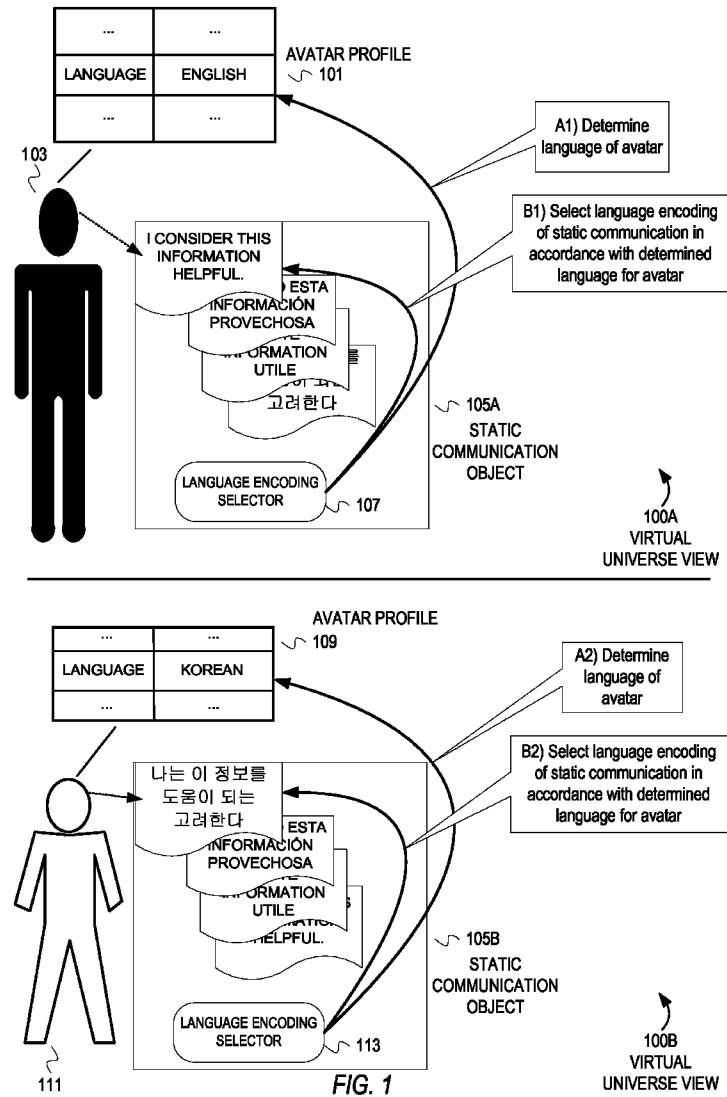 ... ...
LANGUAGE ENGLISH
... ...
AVATAR PROFILE
101
103
A1) Determine
language of avatar
B1) Select language encoding
of static communication in
accordance with determined
language for avatar
I CONSIDER THIS
INFORMATION
HELPFUL.
ESTA
INFORMACIÓN
PROVECHOSA
INFORMATION
UTILE
고려한다
LANGUAGE ENCODING
SELECTOR
107
105A
STATIC
COMMUNICATION
OBJECT
100A
VIRTUAL
UNIVERSE VIEW
AVATAR PROFILE
109
... ...
LANGUAGE KOREAN
... ...
A2) Determine
language of
avatar
B2) Select language encoding
of static communication in
accordance with determined
language for avatar
나는 이 정보를
도움이 되는
고려한다
ESTA
INFORMACIÓN
PROVECHOSA
INFORMATION
UTILE
HELPFUL.
LANGUAGE ENCODING
SELECTOR
113
105B
STATIC
COMMUNICATION
OBJECT
111
100B
VIRTUAL
UNIVERSE VIEW
FIG. 1